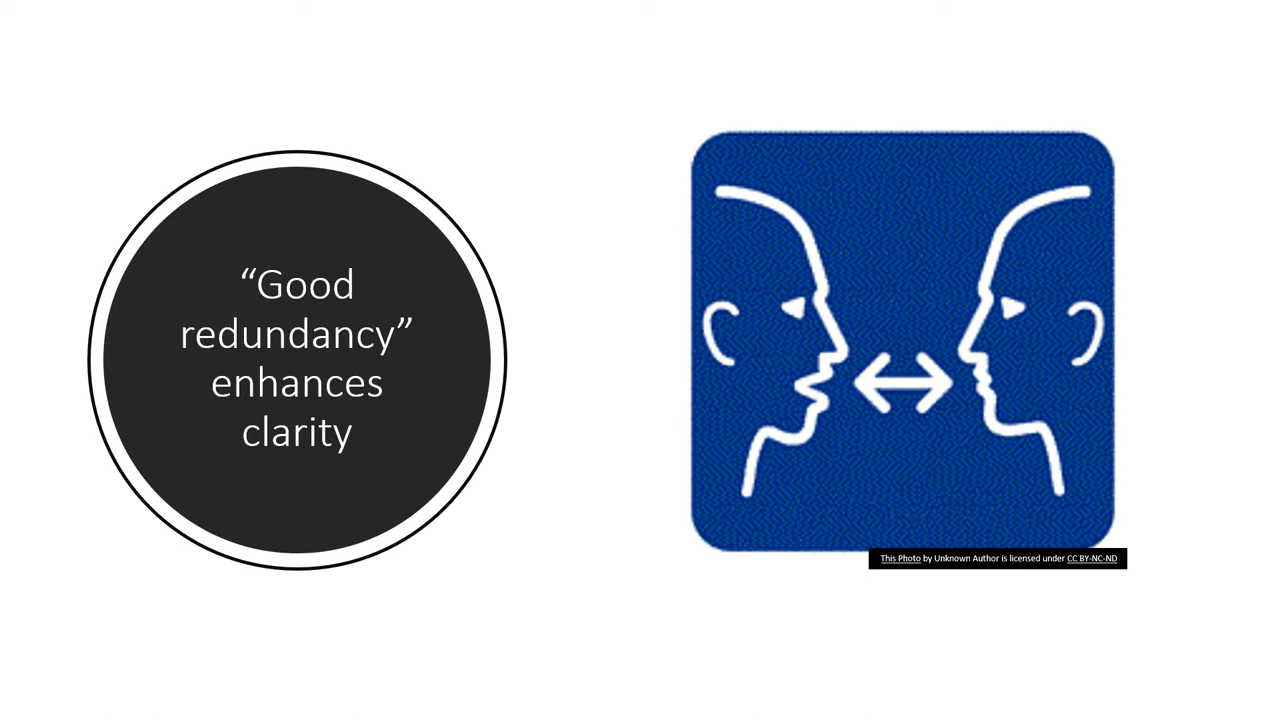 “Good
redundancy”
enhances
clarity
This Photo by Unknown Author is licensed under CC BY-NC-ND